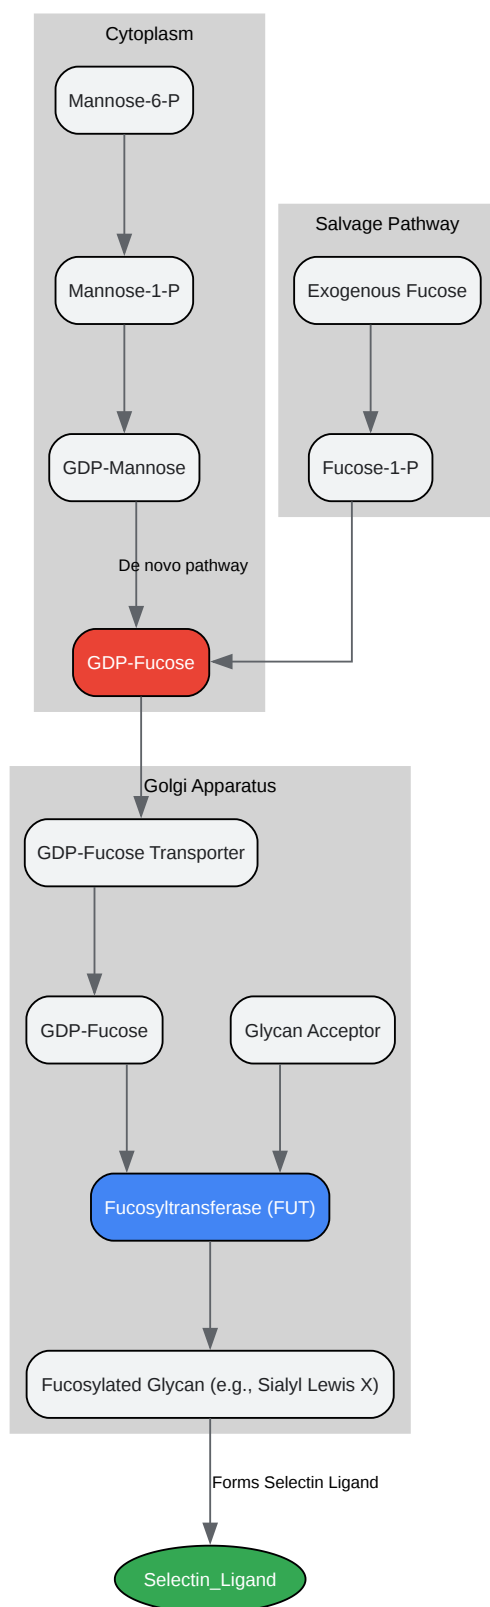 Cytoplasm
Mannose-6-P
Salvage Pathway
Mannose-1-P
Exogenous Fucose
GDP-Mannose
Fucose-1-P
De novo pathway
GDP-Fucose
Golgi Apparatus
GDP-Fucose Transporter
GDP-Fucose
Glycan Acceptor
Fucosyltransferase (FUT)
Fucosylated Glycan (e.g., Sialyl Lewis X)
Forms Selectin Ligand
Selectin_Ligand